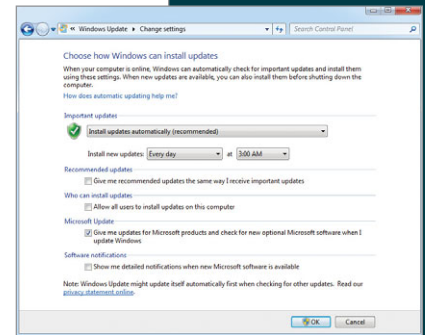 « Windows Update ▸ Change settings
Search Control Panel
Choose how Windows can install updates
When your computer is online, Windows can automatically check for important updates and install them
using these settings. When new updates are available, you can also install them before shutting down the
computer.
How does automatic updating help me?
Important updates
Install updates automatically (recommended)
Install new updates: Every day at 3:00 AM
Recommended updates
Give me recommended updates the same way I receive important updates
Who can install updates
Allow all users to install updates on this computer
Microsoft Update
Give me updates for Microsoft products and check for new optional Microsoft software when I
update Windows
Software notifications
Show me detailed notifications when new Microsoft software is available
Note: Windows Update might update itself automatically first when checking for other updates. Read our
privacy statement online.
OK Cancel